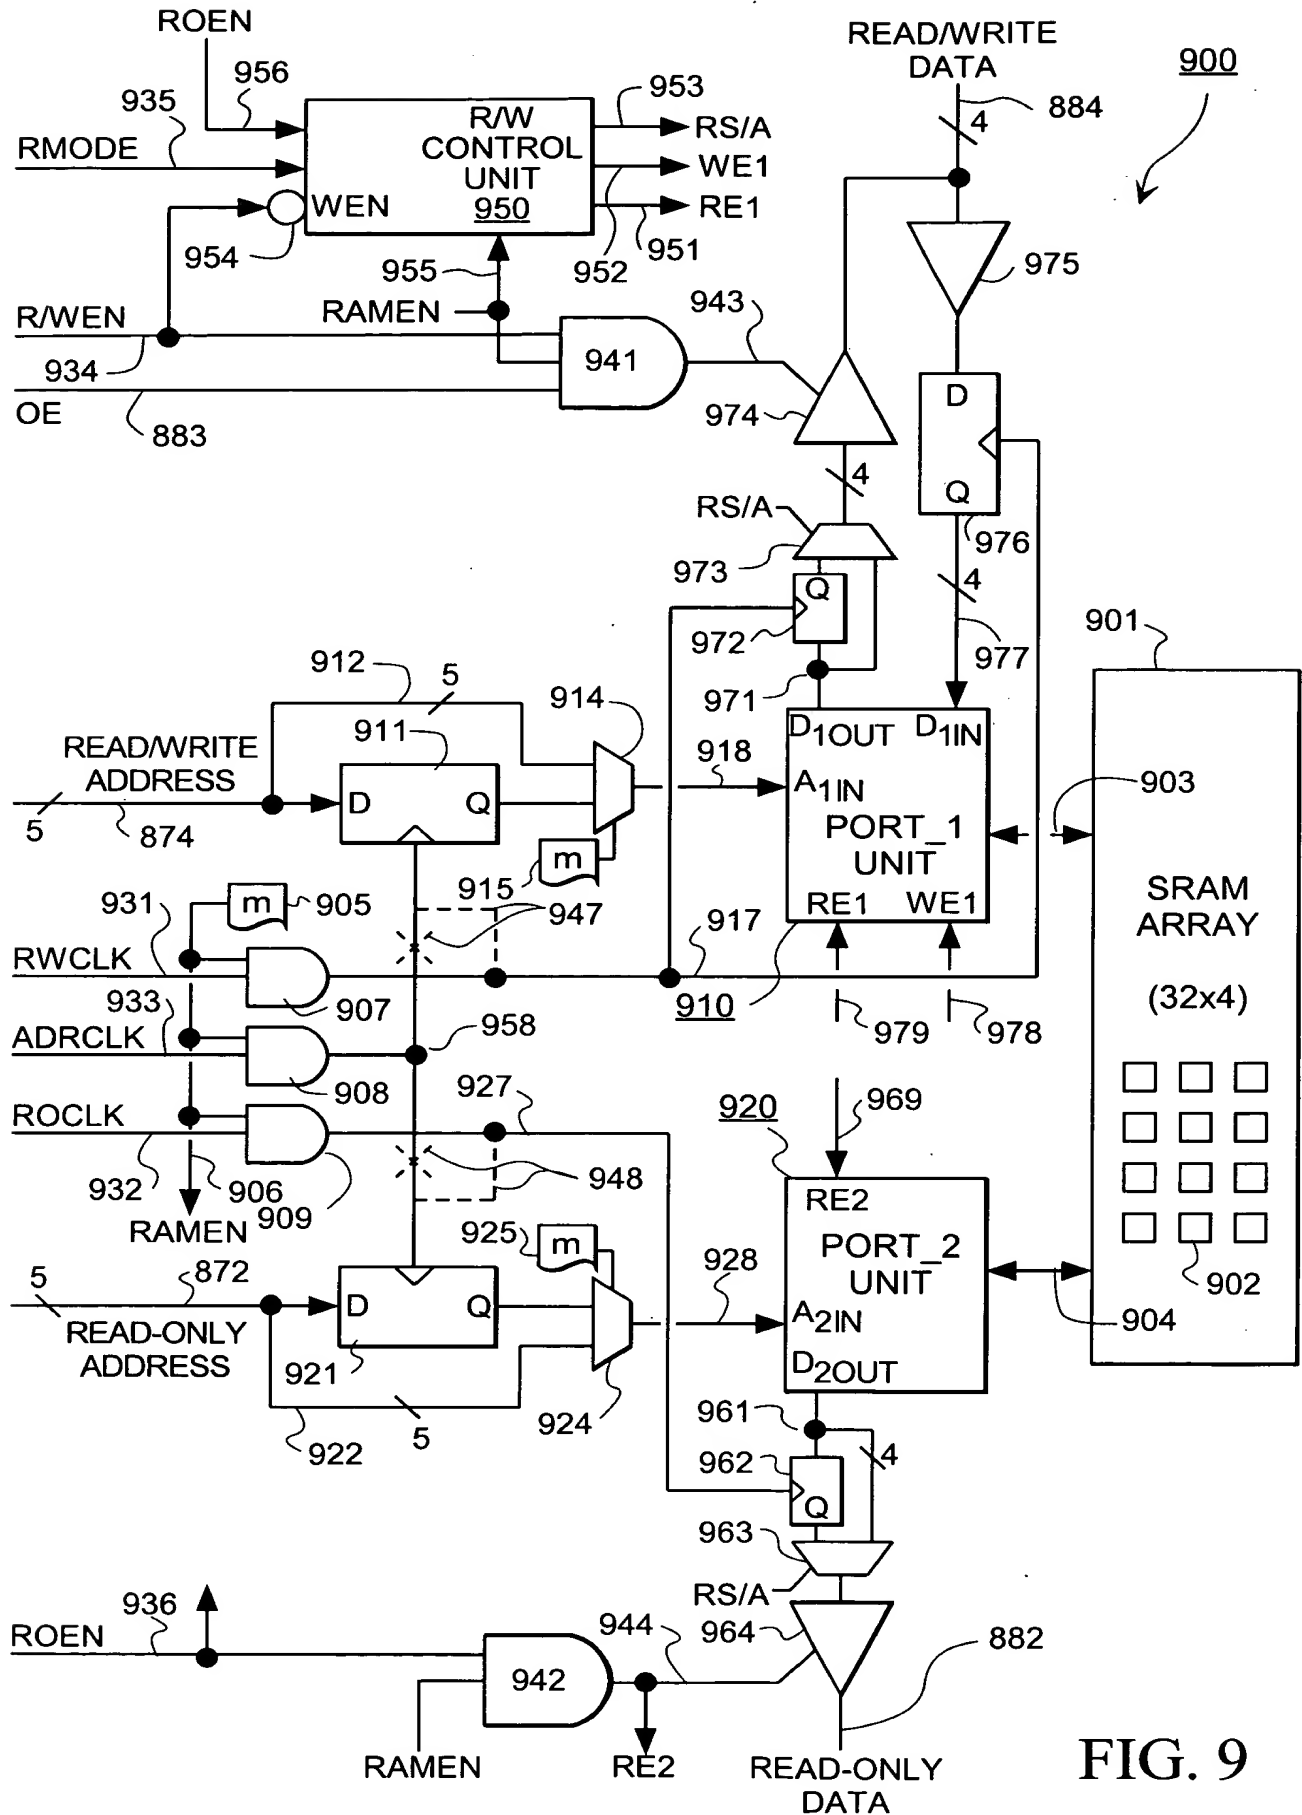 ROEN
956
935
RMODE
R/W
CONTROL
UNIT
950
WEN
954
953
RS/A
WE1
RE1
951
952
955
RAMEN
READ/WRITE
DATA
884
4
900
975
R/WEN
934
OE
883
941
943
974
D
Q
976
4
RS/A
973
Q
972
4
977
971
901
912
5
911
914
READ/WRITE
ADDRESS
5
874
D
Q
918
m
915
D1OUT
D1IN
A1IN
PORT_1
UNIT
RE1
WE1
903
SRAM
ARRAY
(32x4)
931
m
905
947
RWCLK
907
917
910
979
978
933
ADRCLK
908
958
ROCLK
932
906
909
RAMEN
927
948
920
969
RE2
PORT_2
UNIT
A2IN
D2OUT
904
902
925
m
5
872
READ-ONLY
ADDRESS
D
Q
921
928
922
5
924
961
962
Q
4
963
RS/A
964
936
ROEN
942
944
RAMEN
RE2
882
READ-ONLY
DATA
FIG. 9